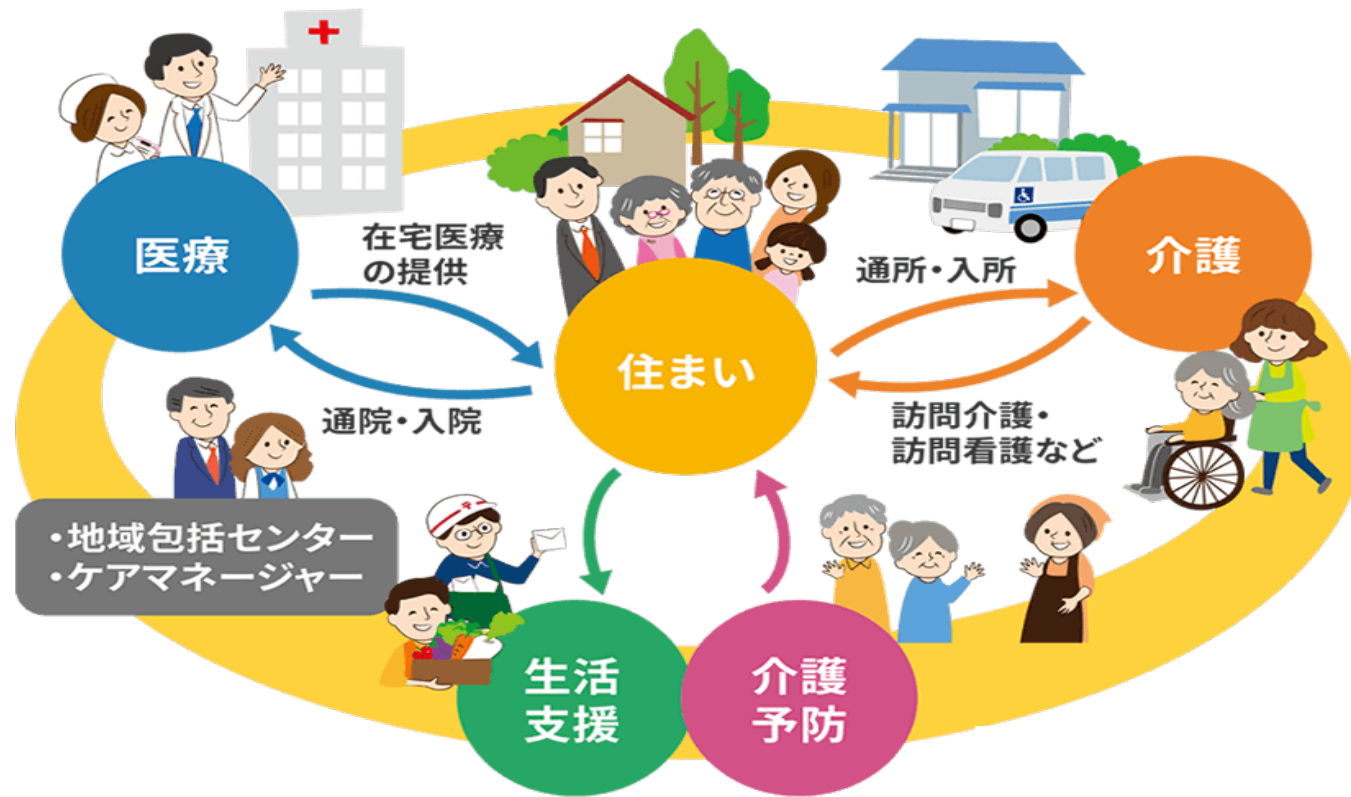 医療
在宅医療
の提供
通院・入院
住まい
通所・入所
介護
訪問介護・
訪問看護など
・地域包括センター
・ケアマネージャー
生活
支援
介護
予防